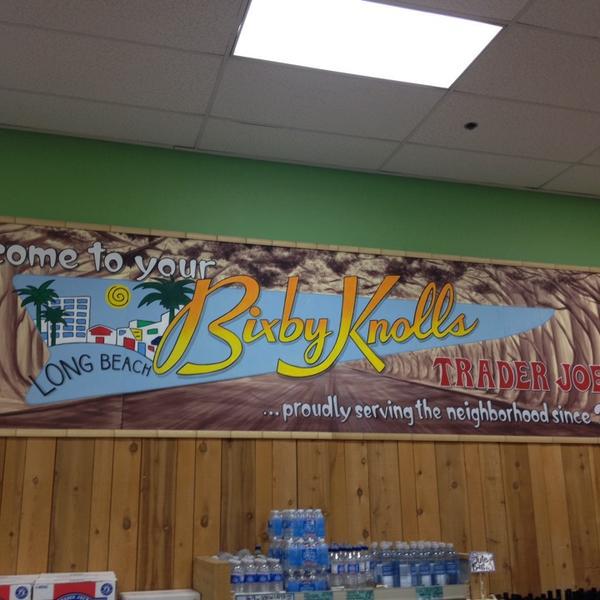 come to your
Bixby Knolls
LONG BEACH
TRADER JOE
...proudly serving the neighborhood since